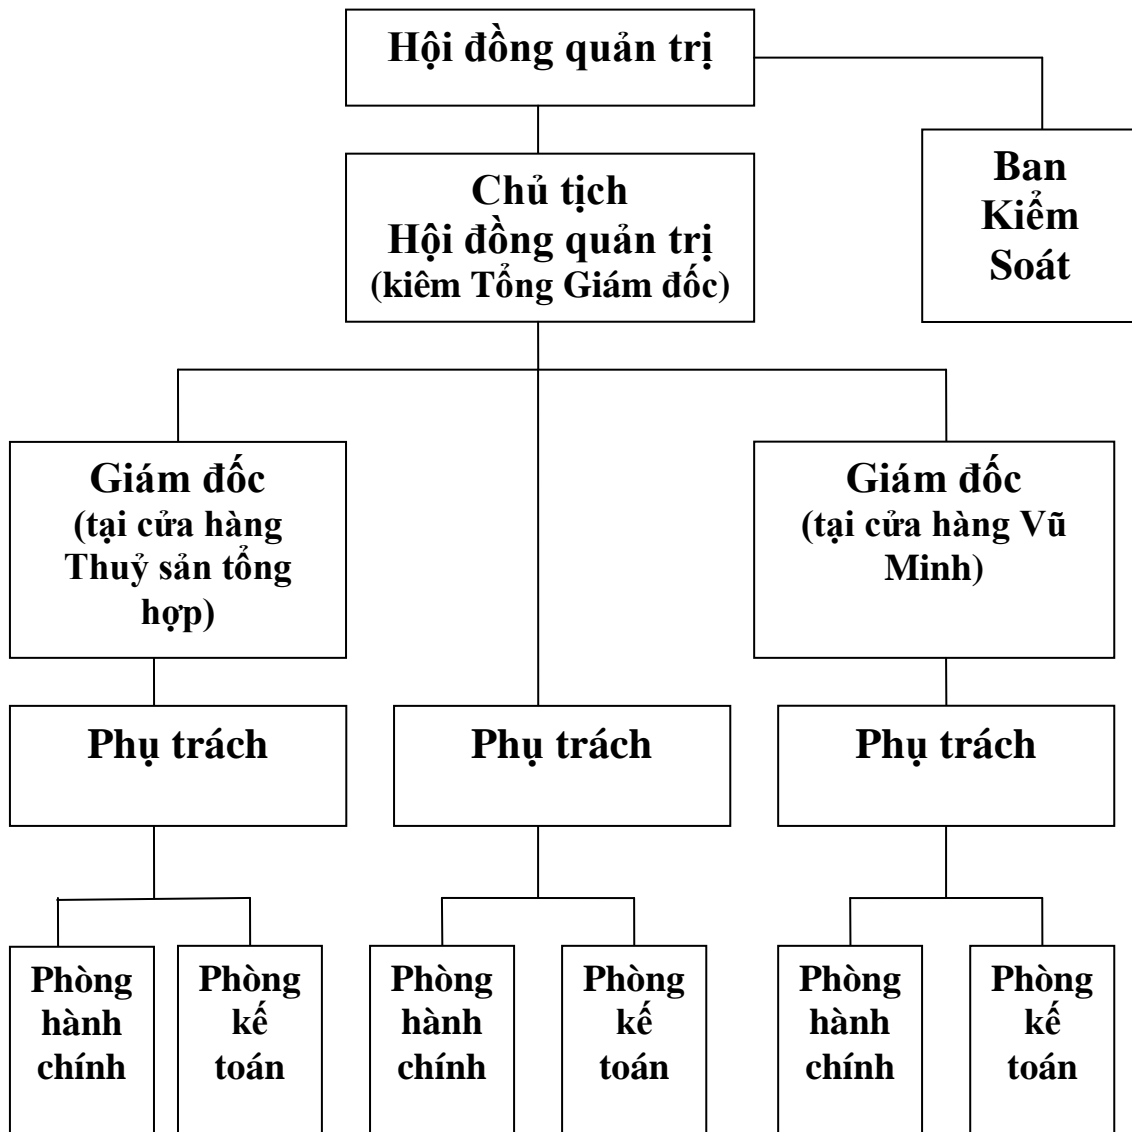 Hội đồng quản trị
Ban
Kiểm
Soát
Chủ tịch
Hội đồng quản trị
(kiêm Tổng Giám đốc)
Giám đốc
(tại cửa hàng
Thuỷ sản tổng
hợp)
Giám đốc
(tại cửa hàng Vũ
Minh)
Phụ trách
Phụ trách
Phụ trách
Phòng
hành
chính
Phòng
kế
toán
Phòng
hành
chính
Phòng
kế
toán
Phòng
hành
chính
Phòng
kế
toán